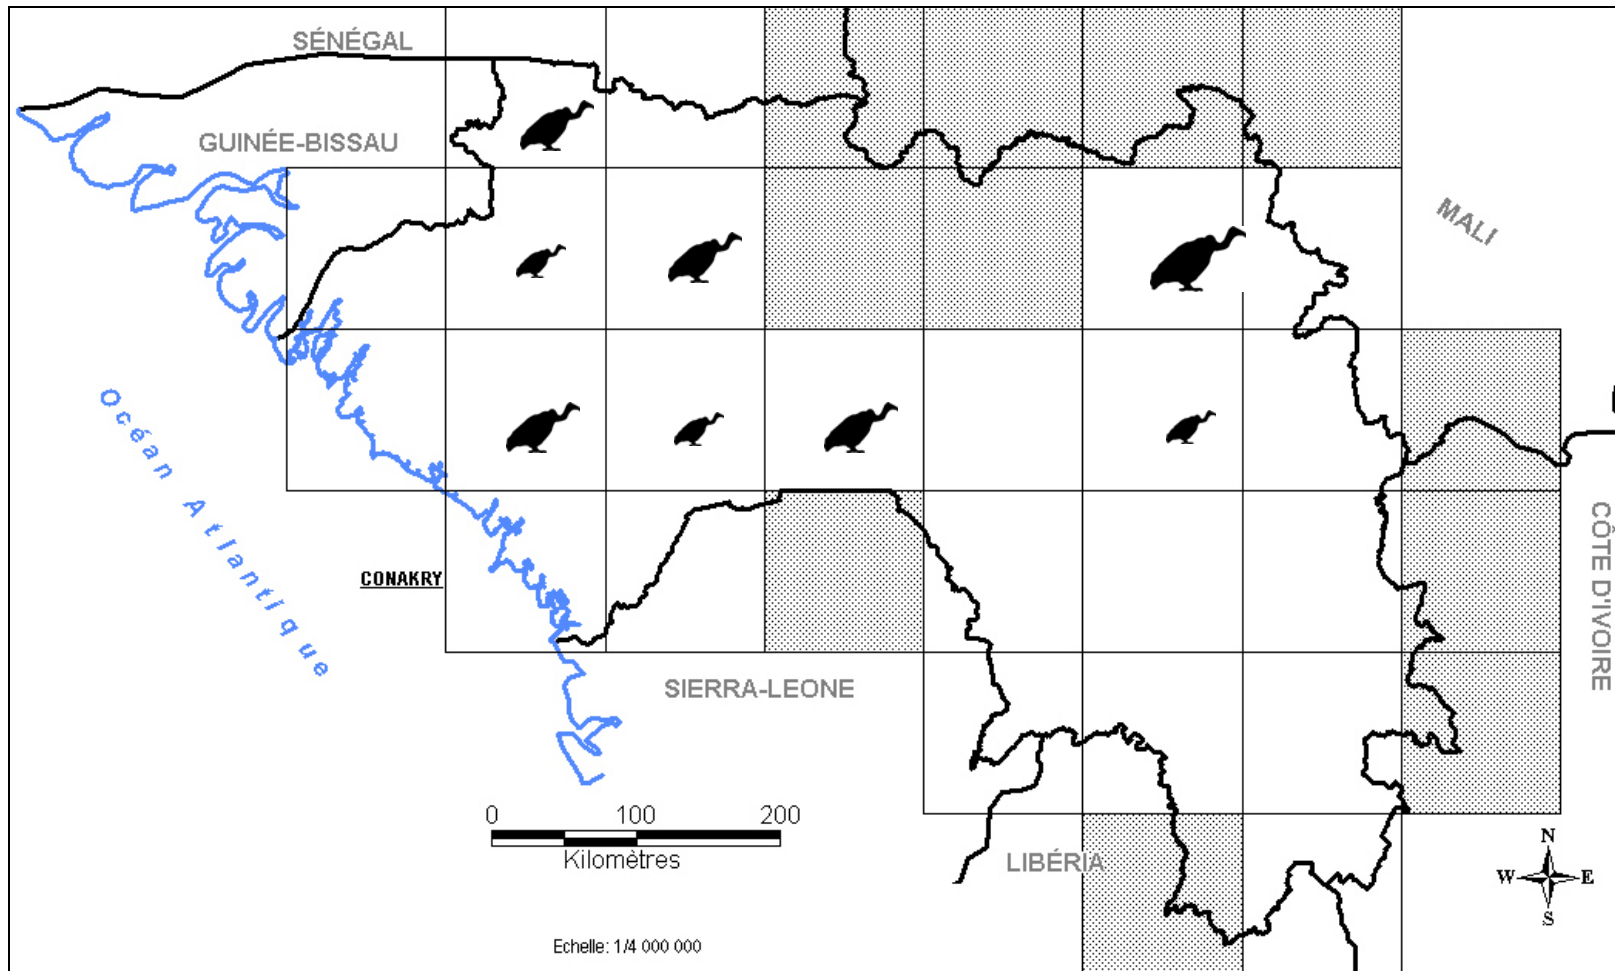 SÉNÉGAL
GUINÉE-BISSAU
MALI
Océan Atlantique
CONAKRY
CÔTE D'IVOIRE
SIERRA-LEONE
0 100 200
Kilomètres
LIBÉRIA
N
W E
S
Echelle: 1/4 000 000